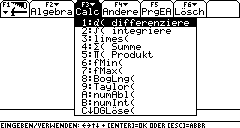 F1 F2 Algebra F3 Calc F4 Andere F5 PrgEA F6 Lösch
1:d( differenziere
2:∫( integriere
3:limes(
4:Σ( Summe
5:Π( Produkt
6:fMin(
7:fMax(
8:BogLng(
9:Taylor(
A:numAbl(
B:numInt(
C:DGLöse(
EINGEBEN/VERWENDEN: ←→↑↓ + [ENTER]=OK ODER [ESC]=ABBR